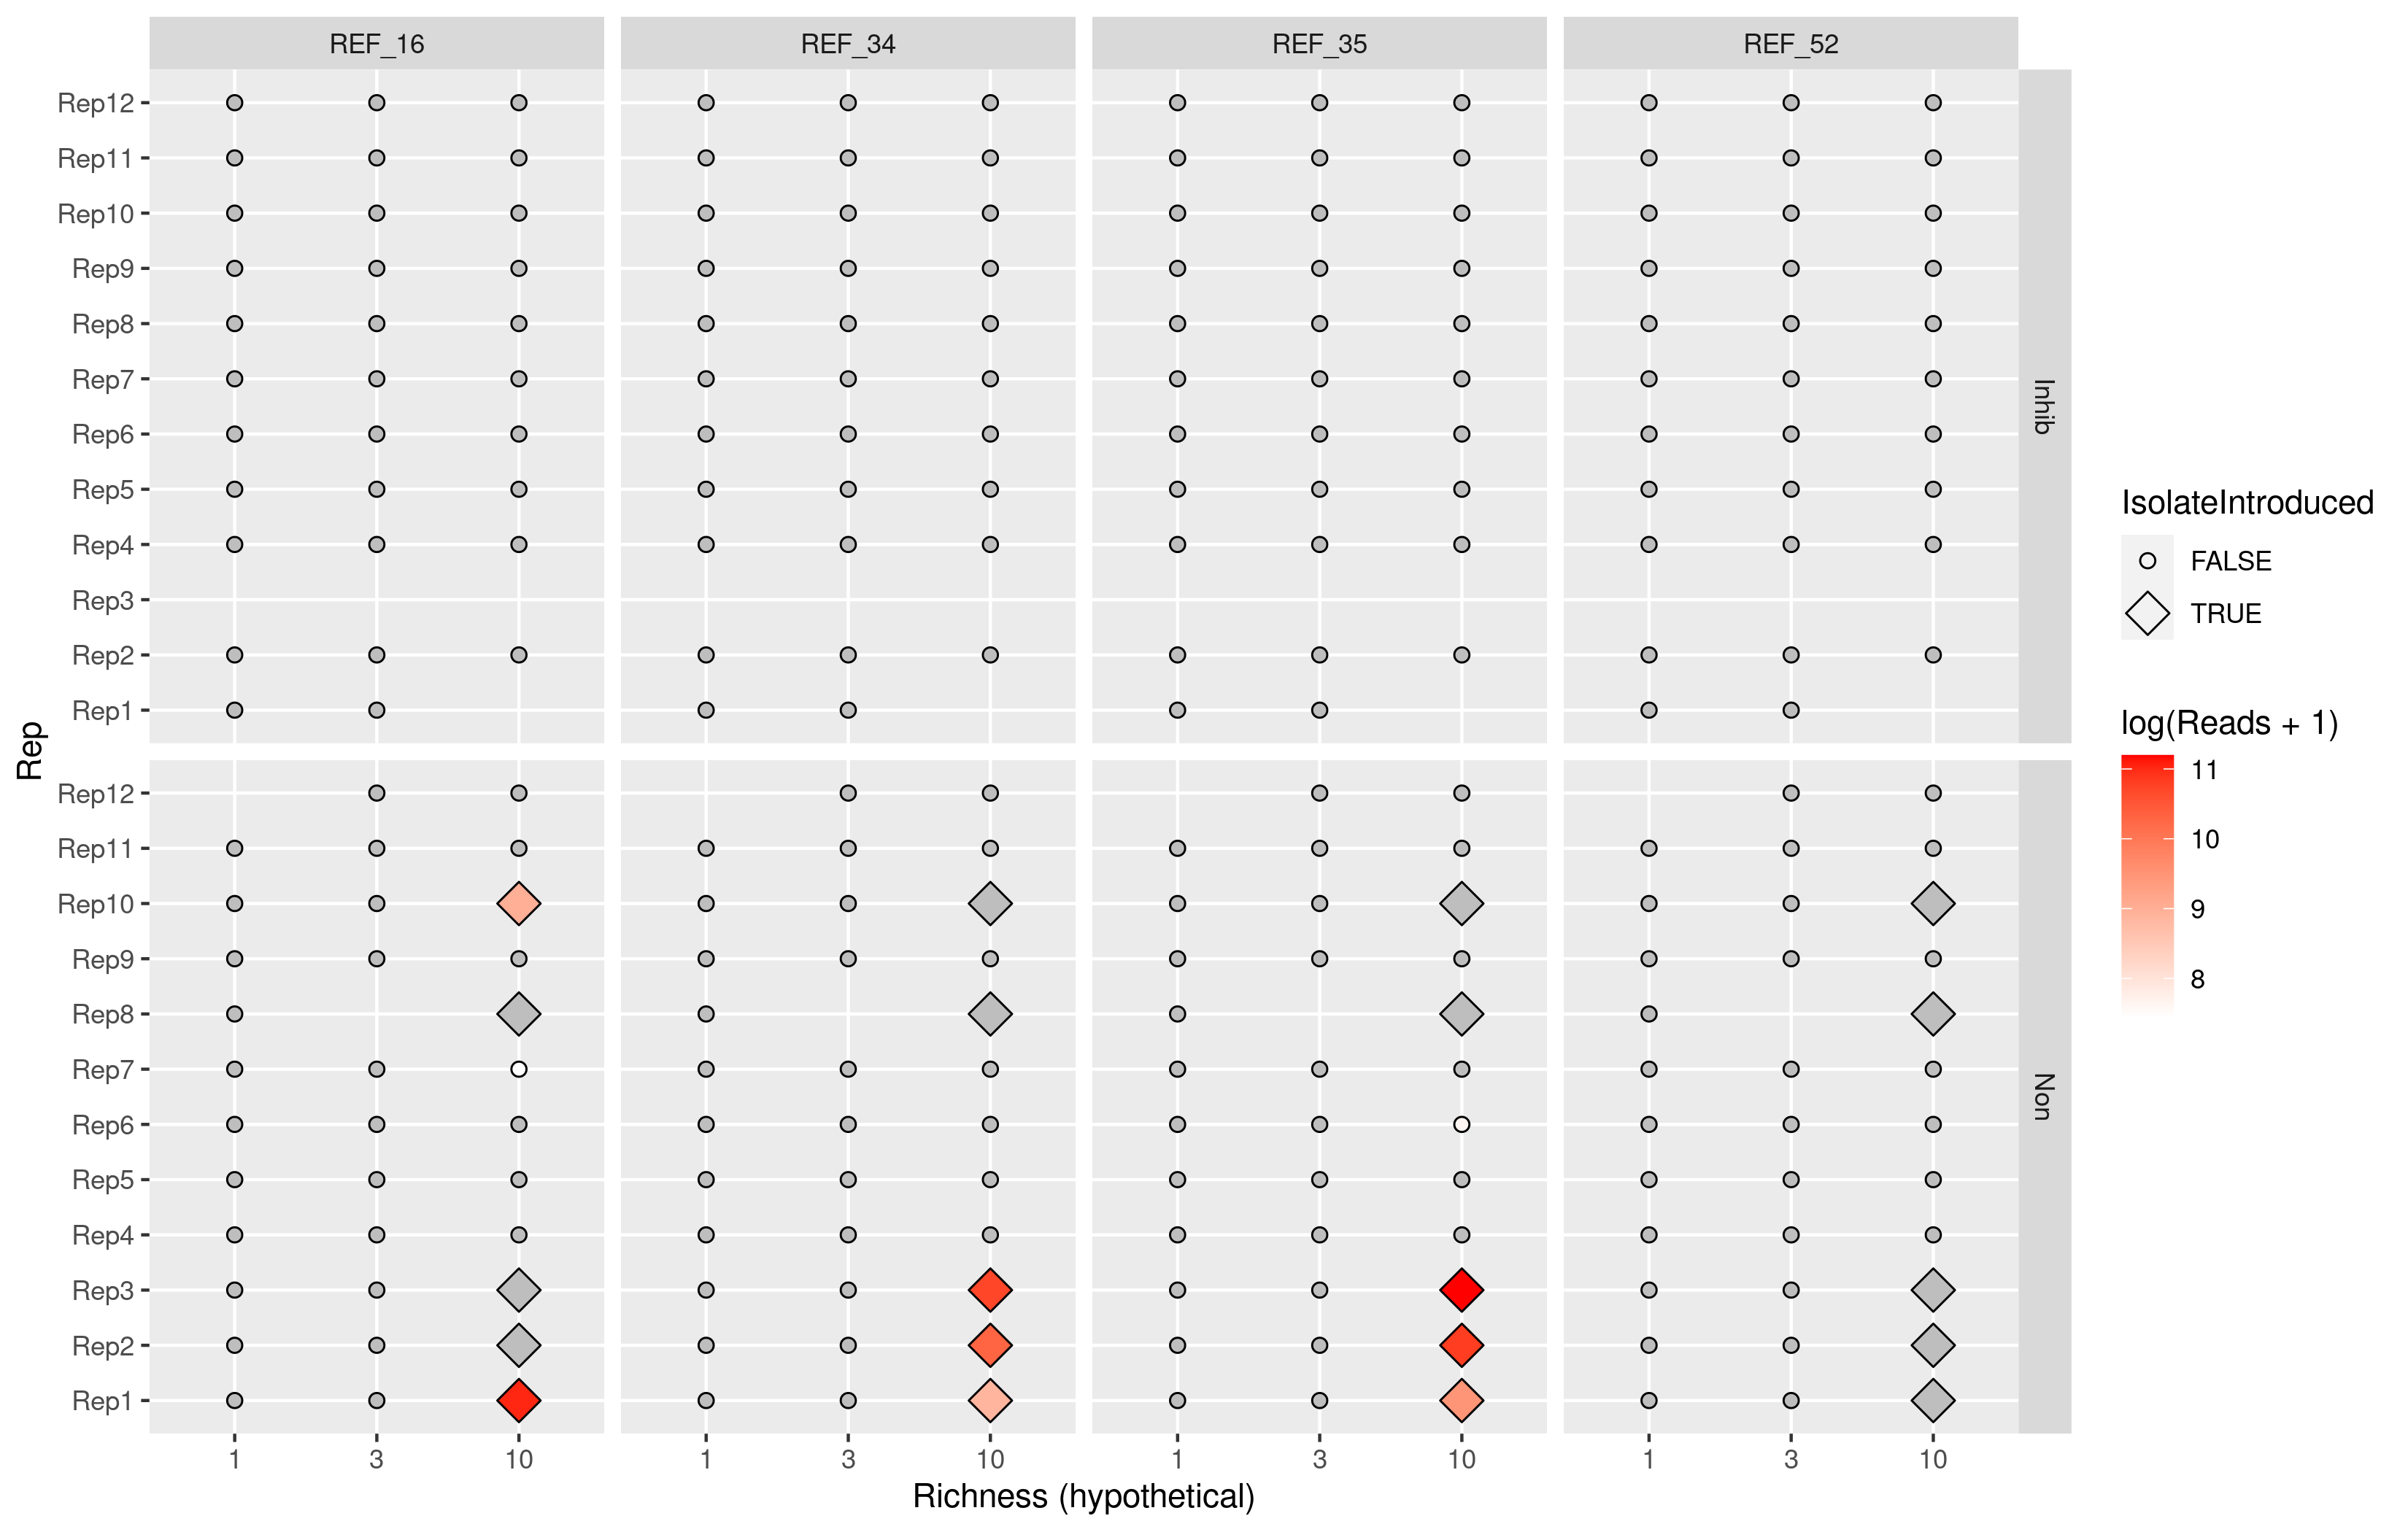 REF_16 REF_34 REF_35 REF_52
Rep12
Rep11
Rep10
Rep9
Rep8
Rep7
Rep6
Rep5
Rep4
Rep3
Rep2
Rep1
Inhib
Rep12
Rep11
Rep10
Rep9
Rep8
Rep7
Rep6
Rep5
Rep4
Rep3
Rep2
Rep1
Non
Rep
1 3 10 1 3 10 1 3 10 1 3 10
Richness (hypothetical)
IsolateIntroduced
FALSE
TRUE
log(Reads + 1)
11
10
9
8